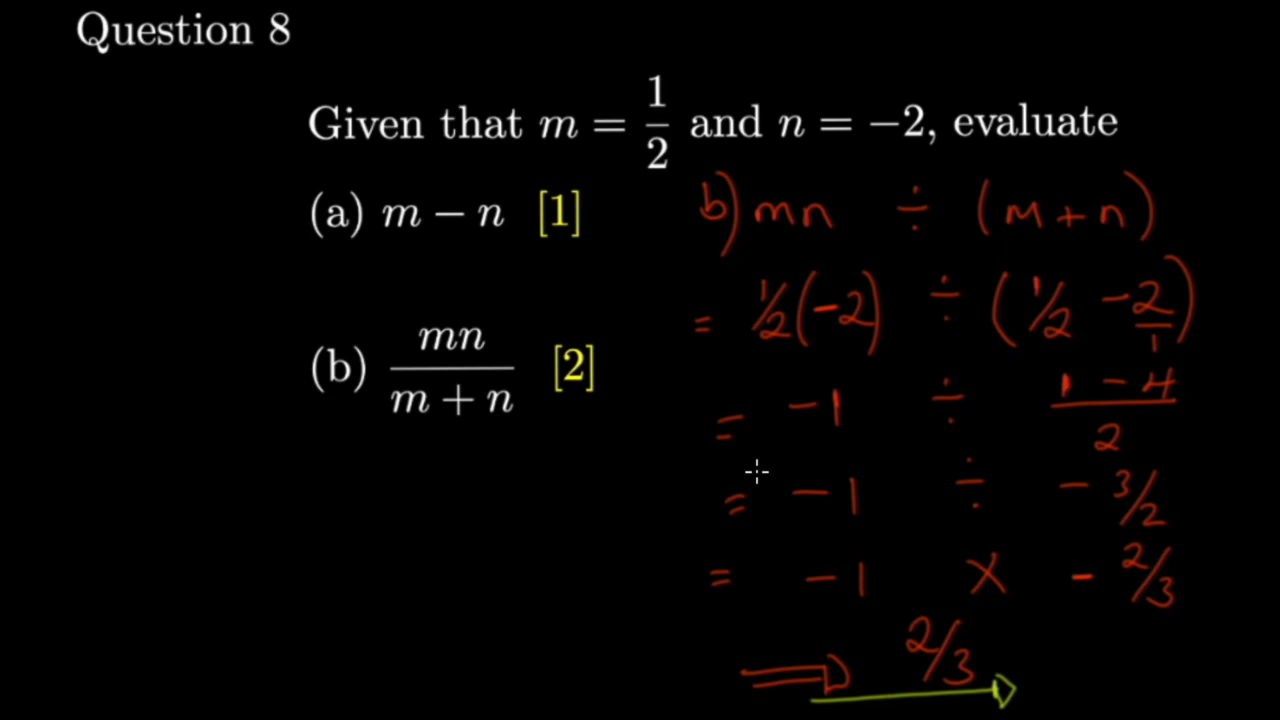 Question 8
Given that m = 1/2 and n = −2, evaluate
(a) m − n [1]
(b) mn/(m + n) [2]
b) mn ÷ (m + n)
= 1/2(-2) ÷ (1/2 - 2/1)
= -1 ÷ (1 - 4)/2
= -1 ÷ - 3/2
= -1 × - 2/3
⇒ 2/3